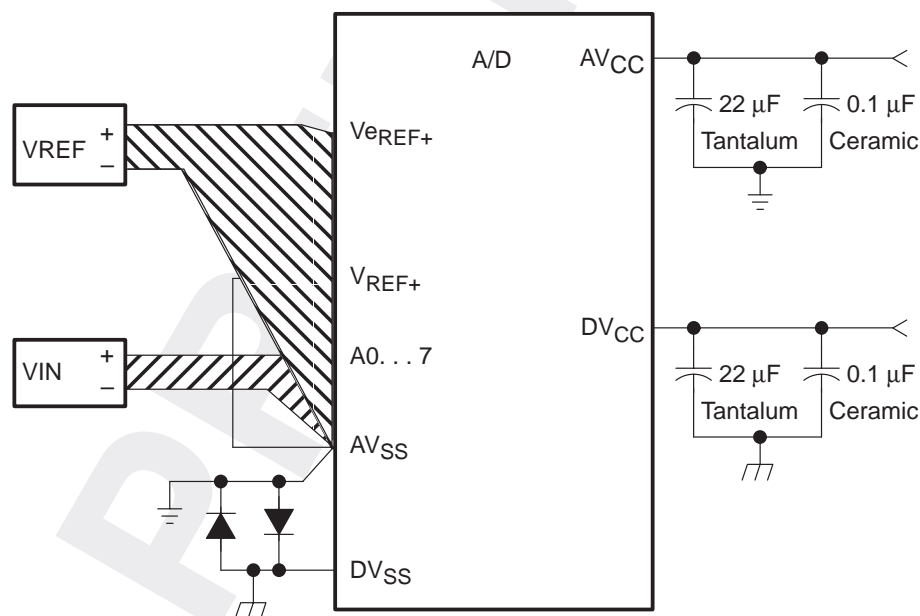 A/D
AVCC
22 μF
Tantalum
0.1 μF
Ceramic
VREF
+
−
VeREF+
VREF+
DVCC
22 μF
Tantalum
0.1 μF
Ceramic
VIN
+
−
A0. . . 7
AVSS
DVSS